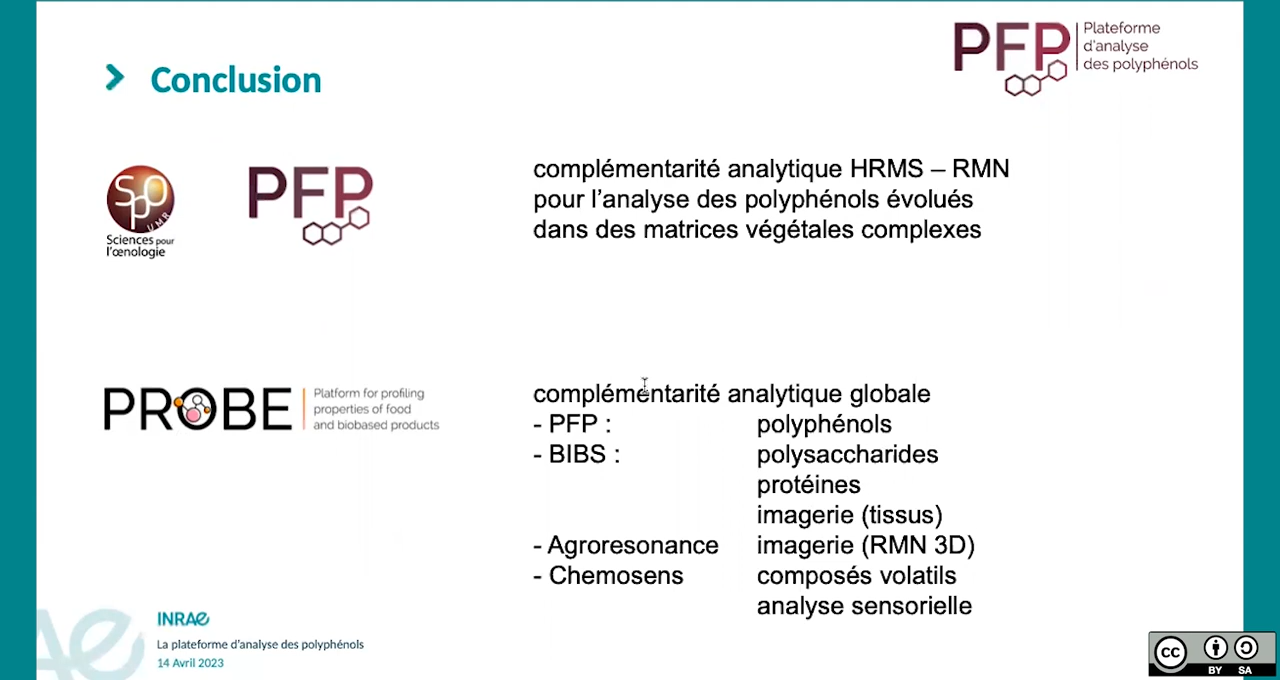 PFP
Plateforme
d'analyse
des polyphénols
Conclusion
SPO
UMR
Sciences pour
l'œnologie
PFP
complémentarité analytique HRMS – RMN
pour l'analyse des polyphénols évolués
dans des matrices végétales complexes
PROBE
Platform for profiling
properties of food
and biobased products
complémentarité analytique globale
- PFP : polyphénols
- BIBS : polysaccharides
protéines
imagerie (tissus)
- Agroresonance imagerie (RMN 3D)
- Chemosens composés volatils
analyse sensorielle
INRAE
La plateforme d'analyse des polyphénols
14 Avril 2023
cc
BY SA